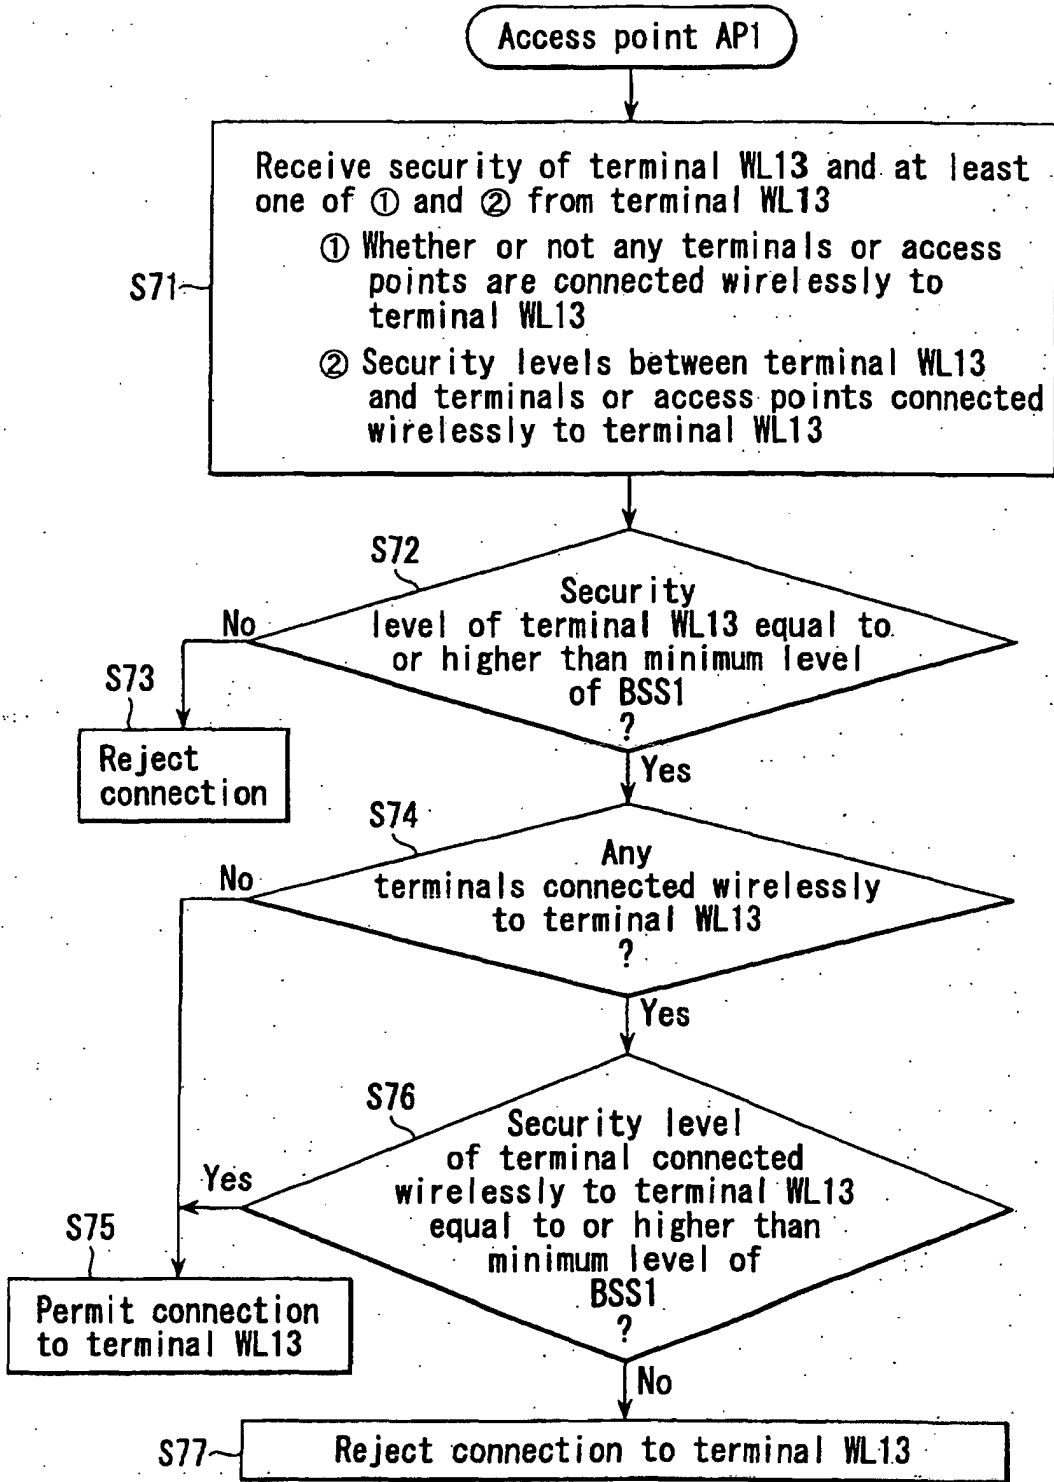 Access point AP1
Receive security of terminal WL13 and at least
one of ① and ② from terminal WL13
① Whether or not any terminals or access
points are connected wirelessly to
terminal WL13
② Security levels between terminal WL13
and terminals or access points connected
wirelessly to terminal WL13
S71
S72
Security
level of terminal WL13 equal to
or higher than minimum level
of BSS1
?
No
S73
Reject
connection
Yes
S74
Any
terminals connected wirelessly
to terminal WL13
?
No
Yes
S76
Security level
of terminal connected
wirelessly to terminal WL13
equal to or higher than
minimum level of
BSS1
?
Yes
S75
Permit connection
to terminal WL13
No
S77
Reject connection to terminal WL13